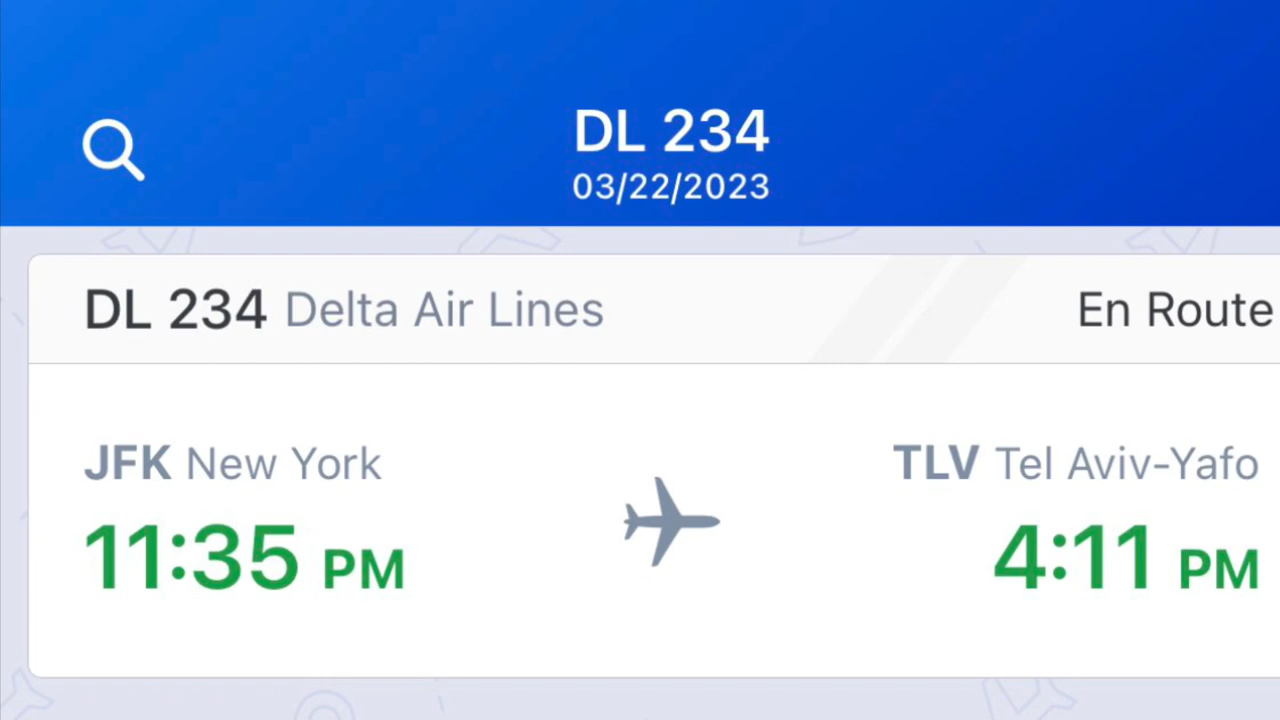 DL 234
03/22/2023
DL 234 Delta Air Lines En Route
JFK New York TLV Tel Aviv-Yafo
11:35 PM 4:11 PM